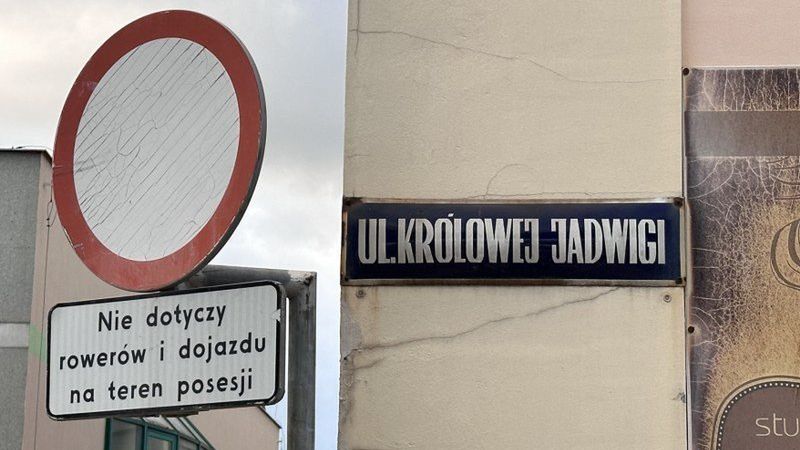 Nie dotyczy
rowerów i dojazdu
na teren posesji
UL. KRÓLOWEJ JADWIGI